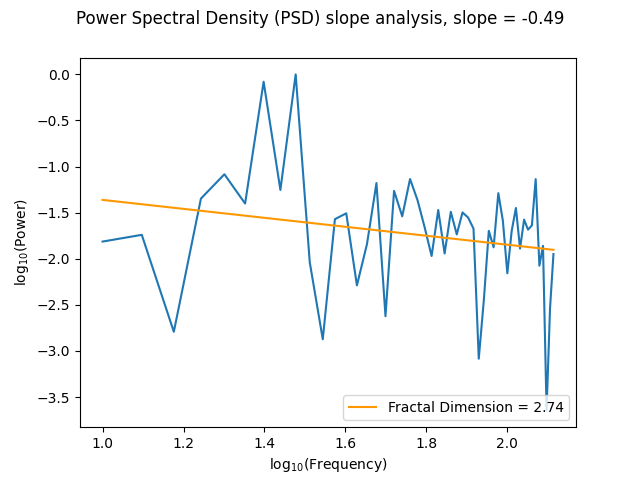 Power Spectral Density (PSD) slope analysis, slope = -0.49
0.0
−0.5
−1.0
−1.5
−2.0
−2.5
−3.0
−3.5
log₁₀(Power)
Fractal Dimension = 2.74
1.0 1.2 1.4 1.6 1.8 2.0
log₁₀(Frequency)